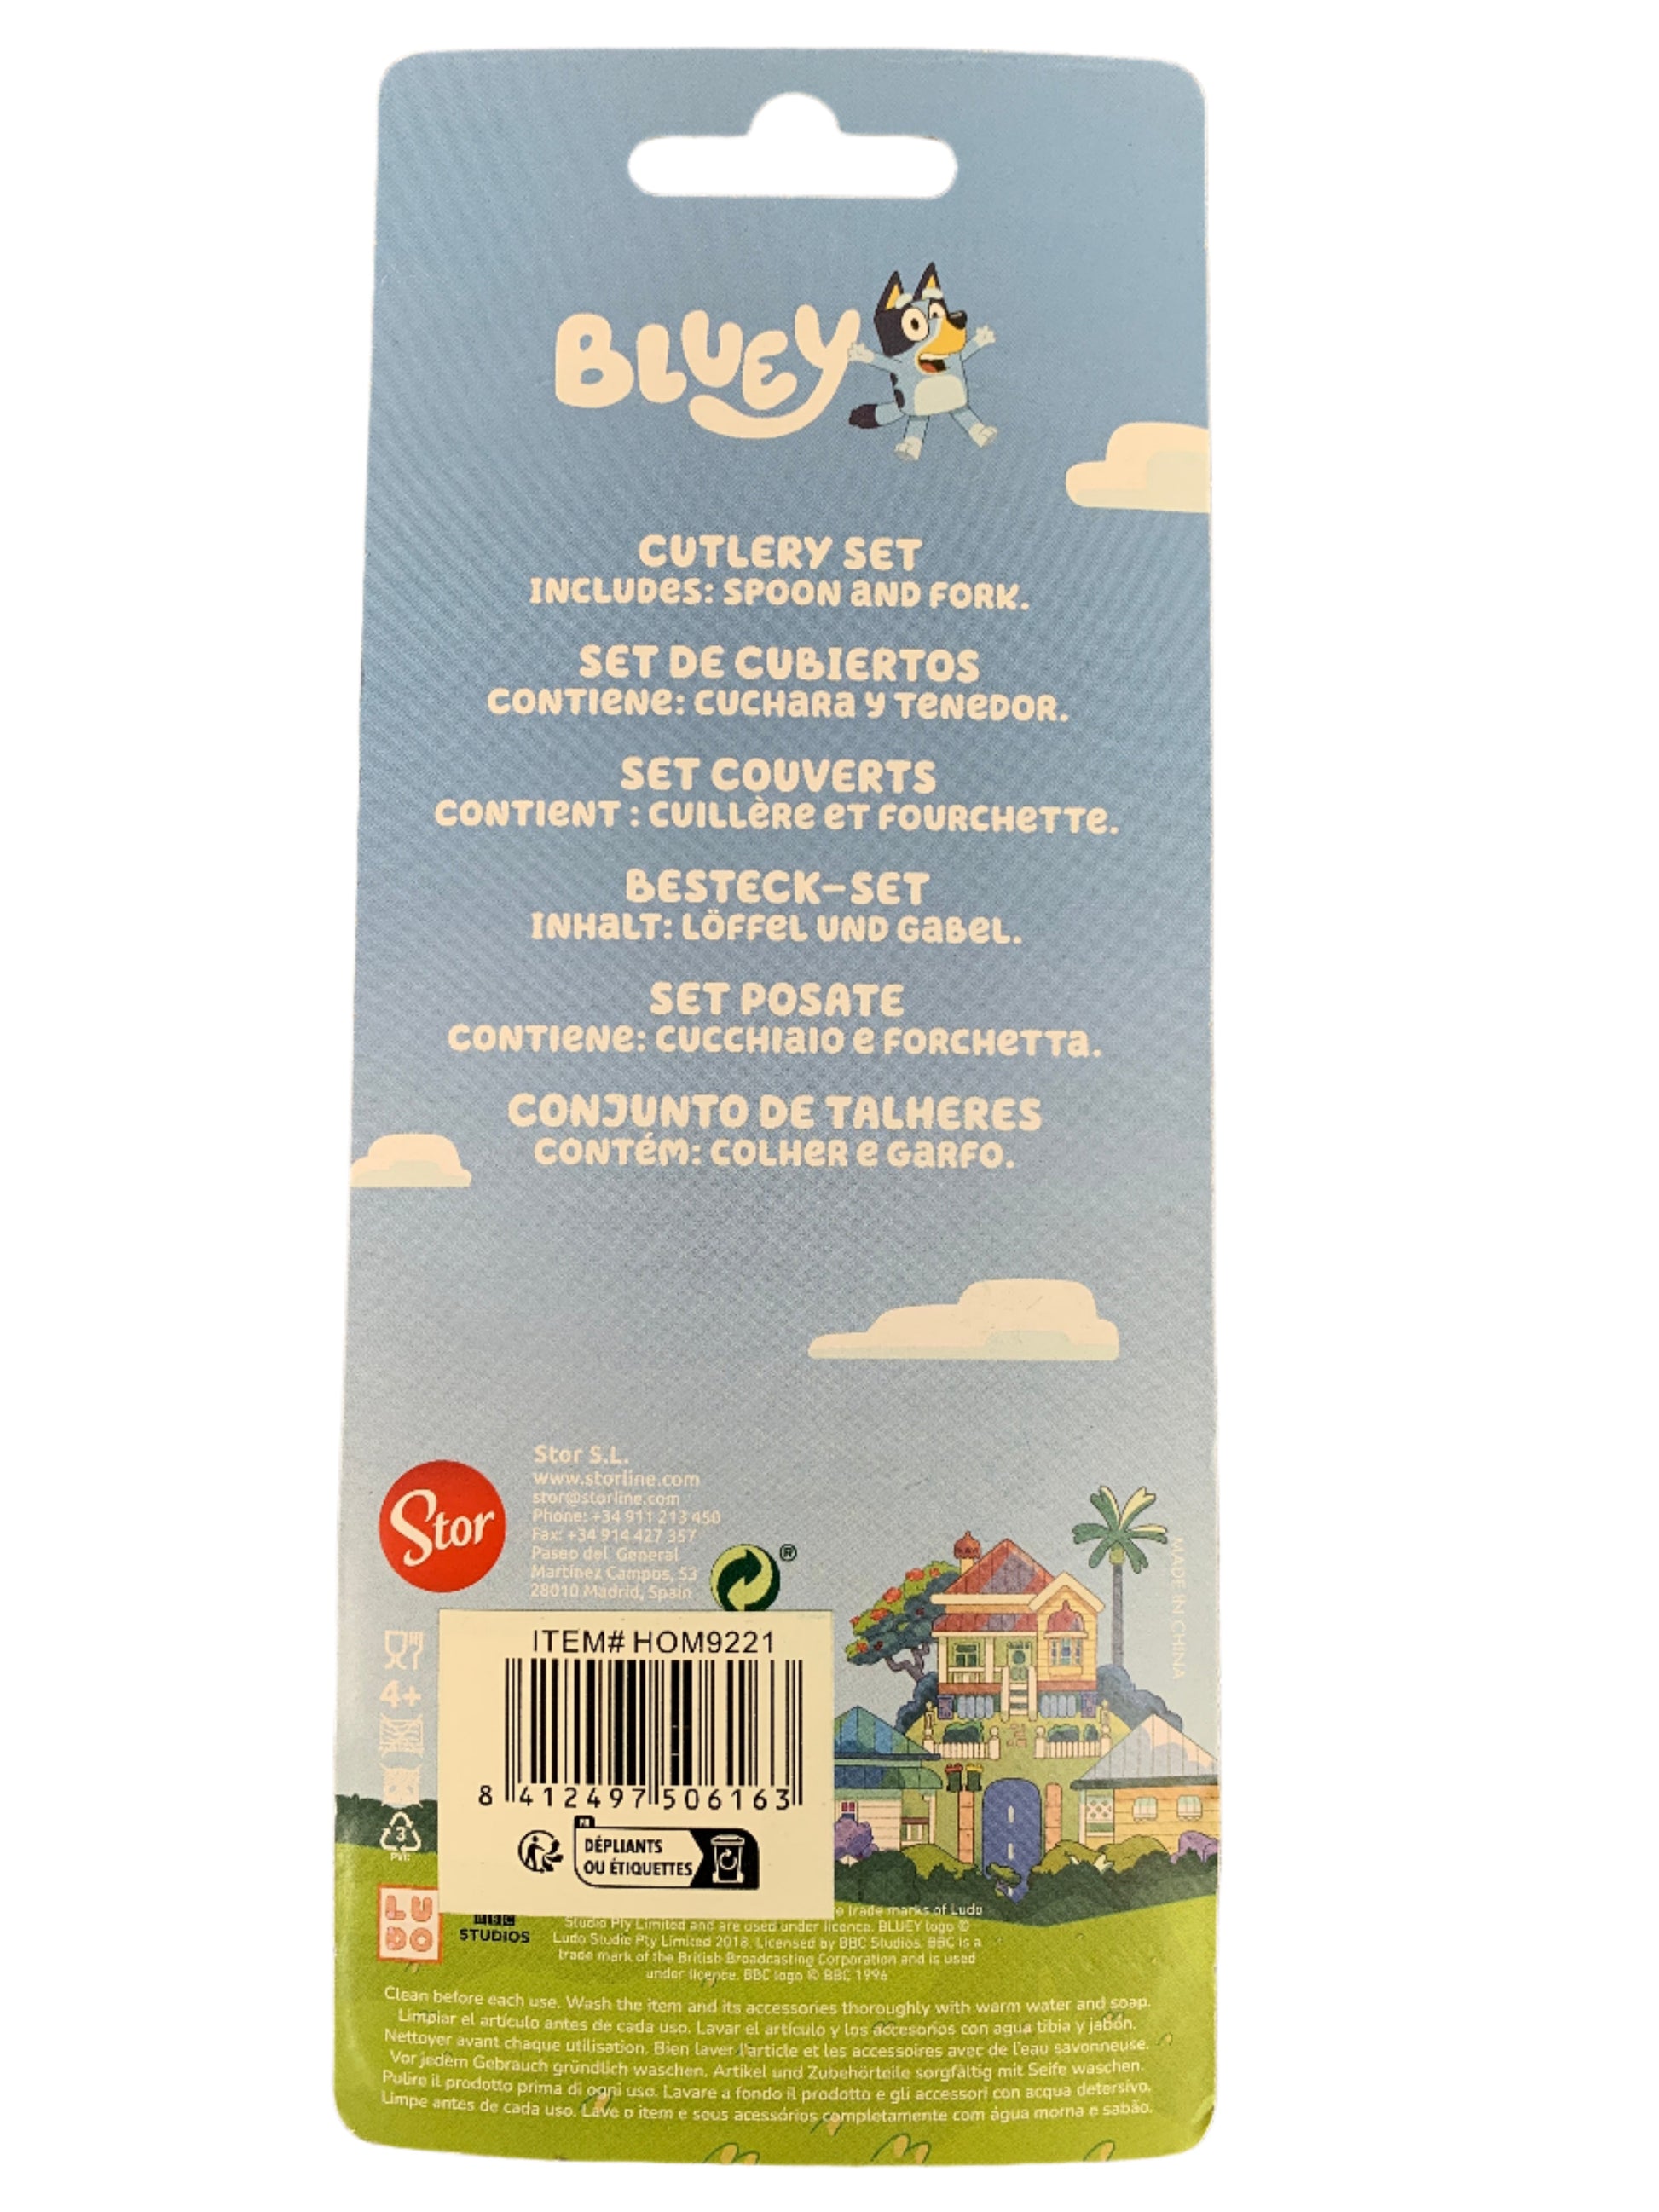 BLUEY
CUTLERY SET
INCLUDES: SPOON AND FORK.
SET DE CUBIERTOS
CONTIENE: CUCHARA Y TENEDOR.
SET COUVERTS
CONTIENT : CUILLÈRE ET FOURCHETTE.
BESTECK-SET
INHALT: LÖFFEL UND GABEL.
SET POSATE
CONTIENE: CUCCHIAIO E FORCHETTA.
CONJUNTO DE TALHERES
CONTÉM: COLHER E GARFO.
Stor
Stor S.L.
www.storline.com
stor@storline.com
Phone: +34 911 213 450
Fax: +34 914 427 357
Paseo del General
Martínez Campos, 53
28010 Madrid, Spain
®
MADE IN CHINA
4+
3
PVC
ITEM# HOM9221
8 412497 506163
FR
DÉPLIANTS
OU ÉTIQUETTES
LUDO
BBC
STUDIOS
trade marks of Ludo
Studio Pty Limited and are used under licence. BLUEY logo ©
Ludo Studio Pty Limited 2018. Licensed by BBC Studios. BBC is a
trade mark of the British Broadcasting Corporation and is used
under licence. BBC logo © BBC 1996
Clean before each use. Wash the item and its accessories thoroughly with warm water and soap.
Limpiar el artículo antes de cada uso. Lavar el artículo y los accesorios con agua tibia y jabón.
Nettoyer avant chaque utilisation. Bien laver l'article et les accessoires avec de l'eau savonneuse.
Vor jedem Gebrauch gründlich waschen. Artikel und Zubehörteile sorgfältig mit Seife waschen.
Pulire il prodotto prima di ogni uso. Lavare a fondo il prodotto e gli accessori con acqua detersivo.
Limpe antes de cada uso. Lave o item e seus acessórios completamente com água morna e sabão.